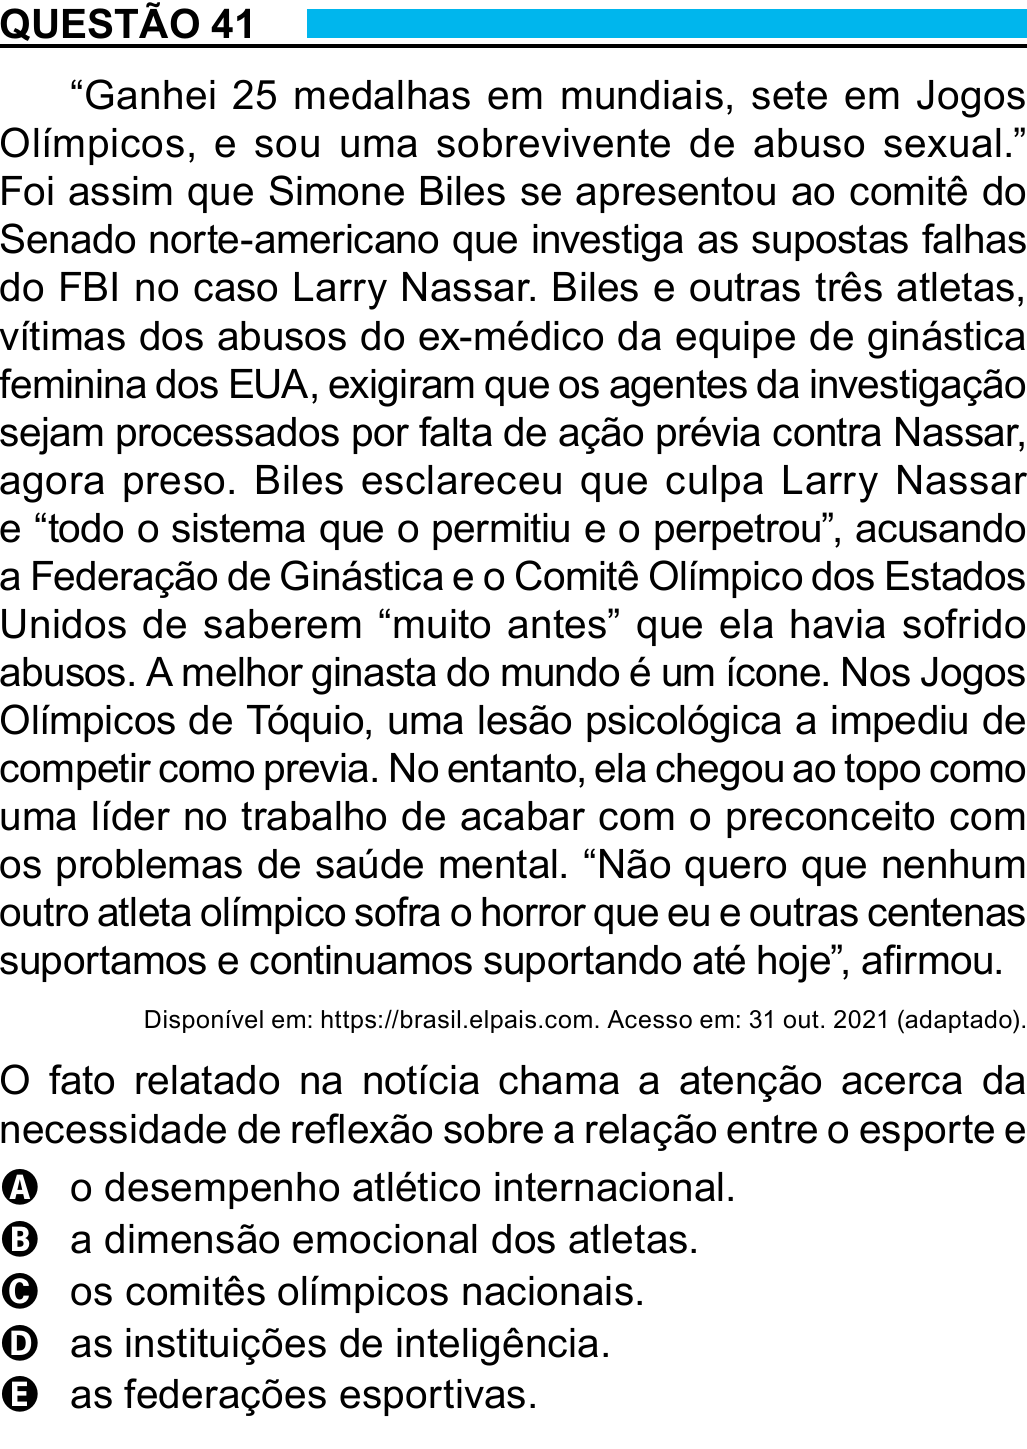 QUESTÃO 41
“Ganhei 25 medalhas em mundiais, sete em Jogos
Olímpicos, e sou uma sobrevivente de abuso sexual.”
Foi assim que Simone Biles se apresentou ao comitê do
Senado norte-americano que investiga as supostas falhas
do FBI no caso Larry Nassar. Biles e outras três atletas,
vítimas dos abusos do ex-médico da equipe de ginástica
feminina dos EUA, exigiram que os agentes da investigação
sejam processados por falta de ação prévia contra Nassar,
agora preso. Biles esclareceu que culpa Larry Nassar
e “todo o sistema que o permitiu e o perpetrou”, acusando
a Federação de Ginástica e o Comitê Olímpico dos Estados
Unidos de saberem “muito antes” que ela havia sofrido
abusos. A melhor ginasta do mundo é um ícone. Nos Jogos
Olímpicos de Tóquio, uma lesão psicológica a impediu de
competir como previa. No entanto, ela chegou ao topo como
uma líder no trabalho de acabar com o preconceito com
os problemas de saúde mental. “Não quero que nenhum
outro atleta olímpico sofra o horror que eu e outras centenas
suportamos e continuamos suportando até hoje”, afirmou.
Disponível em: https://brasil.elpais.com. Acesso em: 31 out. 2021 (adaptado).
O fato relatado na notícia chama a atenção acerca da
necessidade de reflexão sobre a relação entre o esporte e
A o desempenho atlético internacional.
B a dimensão emocional dos atletas.
C os comitês olímpicos nacionais.
D as instituições de inteligência.
E as federações esportivas.